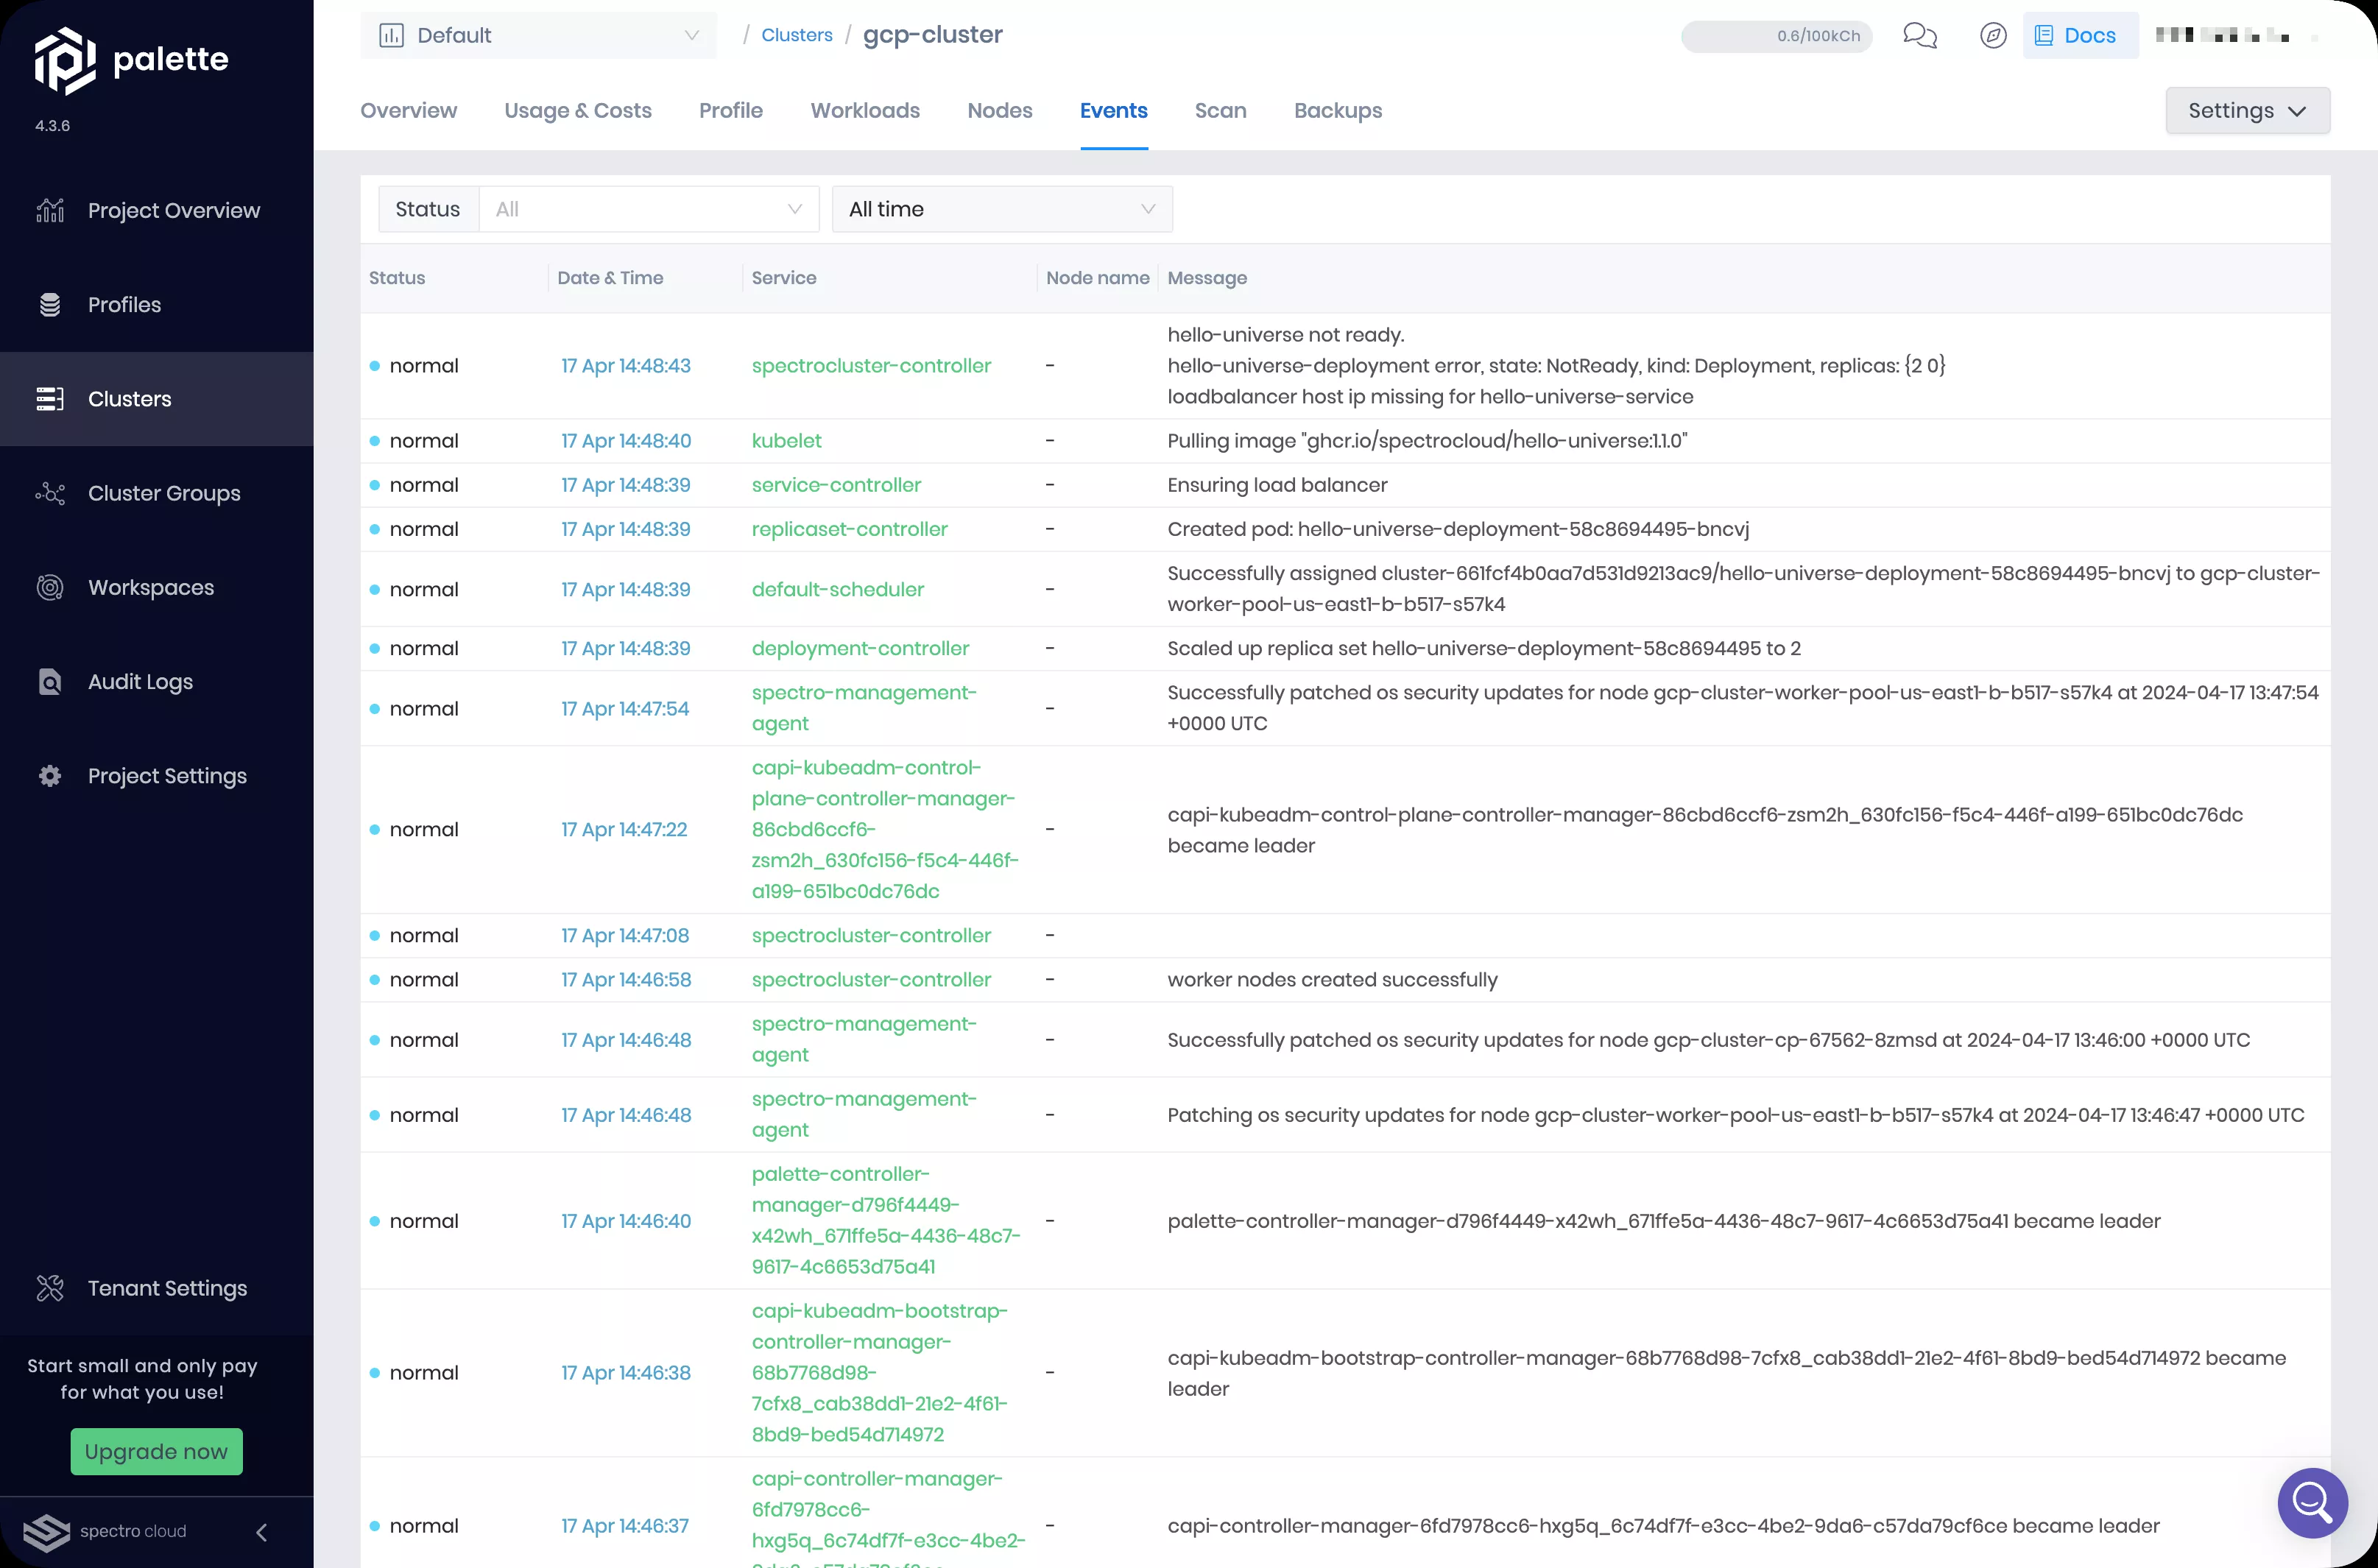 palette
4.3.6
Project Overview
Profiles
Clusters
Cluster Groups
Workspaces
Audit Logs
Project Settings
Tenant Settings
Start small and only pay
for what you use!
Upgrade now
spectro cloud
Default
/ Clusters / gcp-cluster
0.6/100kCh
Docs
Overview Usage & Costs Profile Workloads Nodes Events Scan Backups
Settings
Status All All time
Status Date & Time Service Node name Message
hello-universe not ready.
normal 17 Apr 14:48:43 spectrocluster-controller - hello-universe-deployment error, state: NotReady, kind: Deployment, replicas: {2 0}
loadbalancer host ip missing for hello-universe-service
normal 17 Apr 14:48:40 kubelet - Pulling image "ghcr.io/spectrocloud/hello-universe:1.1.0"
normal 17 Apr 14:48:39 service-controller - Ensuring load balancer
normal 17 Apr 14:48:39 replicaset-controller - Created pod: hello-universe-deployment-58c8694495-bncvj
normal 17 Apr 14:48:39 default-scheduler - Successfully assigned cluster-661fcf4b0aa7d531d9213ac9/hello-universe-deployment-58c8694495-bncvj to gcp-cluster-
worker-pool-us-east1-b-b517-s57k4
normal 17 Apr 14:48:39 deployment-controller - Scaled up replica set hello-universe-deployment-58c8694495 to 2
normal 17 Apr 14:47:54 spectro-management-
agent
- Successfully patched os security updates for node gcp-cluster-worker-pool-us-east1-b-b517-s57k4 at 2024-04-17 13:47:54
+0000 UTC
normal 17 Apr 14:47:22 capi-kubeadm-control-
plane-controller-manager-
86cbd6ccf6-
zsm2h_630fc156-f5c4-446f-
a199-651bc0dc76dc
- capi-kubeadm-control-plane-controller-manager-86cbd6ccf6-zsm2h_630fc156-f5c4-446f-a199-651bc0dc76dc
became leader
normal 17 Apr 14:47:08 spectrocluster-controller -
normal 17 Apr 14:46:58 spectrocluster-controller - worker nodes created successfully
normal 17 Apr 14:46:48 spectro-management-
agent
- Successfully patched os security updates for node gcp-cluster-cp-67562-8zmsd at 2024-04-17 13:46:00 +0000 UTC
normal 17 Apr 14:46:48 spectro-management-
agent
- Patching os security updates for node gcp-cluster-worker-pool-us-east1-b-b517-s57k4 at 2024-04-17 13:46:47 +0000 UTC
normal 17 Apr 14:46:40 palette-controller-
manager-d796f4449-
x42wh_671ffe5a-4436-48c7-
9617-4c6653d75a41
- palette-controller-manager-d796f4449-x42wh_671ffe5a-4436-48c7-9617-4c6653d75a41 became leader
normal 17 Apr 14:46:38 capi-kubeadm-bootstrap-
controller-manager-
68b7768d98-
7cfx8_cab38dd1-21e2-4f61-
8bd9-bed54d714972
- capi-kubeadm-bootstrap-controller-manager-68b7768d98-7cfx8_cab38dd1-21e2-4f61-8bd9-bed54d714972 became
leader
normal 17 Apr 14:46:37 capi-controller-manager-
6fd7978cc6-
hxg5q_6c74df7f-e3cc-4be2-
- capi-controller-manager-6fd7978cc6-hxg5q_6c74df7f-e3cc-4be2-9da6-c57da79cf6ce became leader